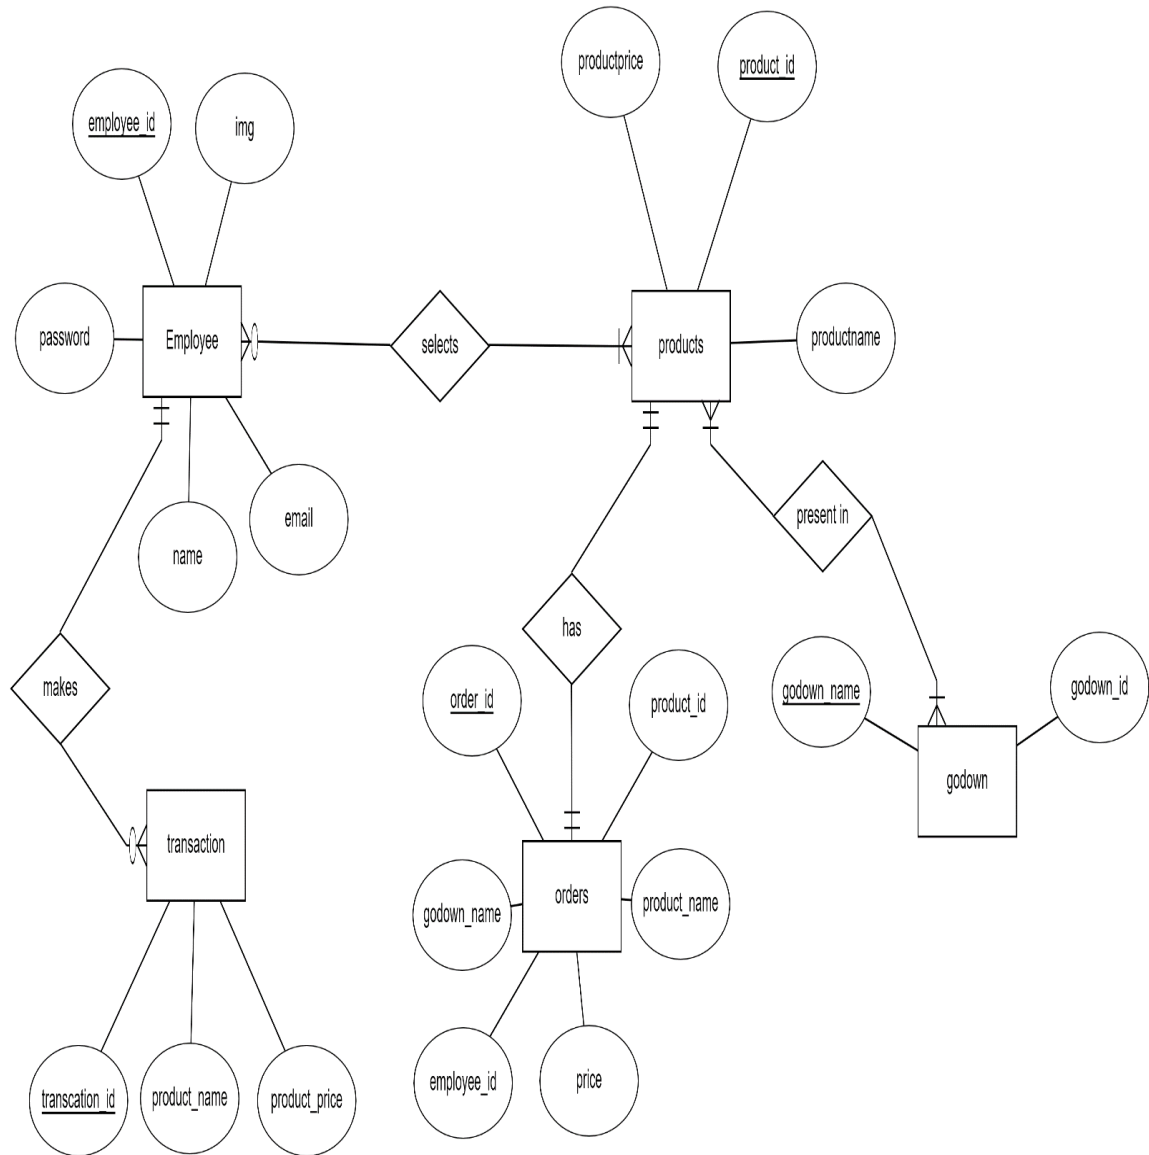 productprice
product_id
employee_id
img
password
Employee
selects
products
productname
email
name
present in
has
makes
order_id
product_id
godown_name
godown_id
godown
transaction
orders
godown_name
product_name
employee_id
price
transcation_id
product_name
product_price